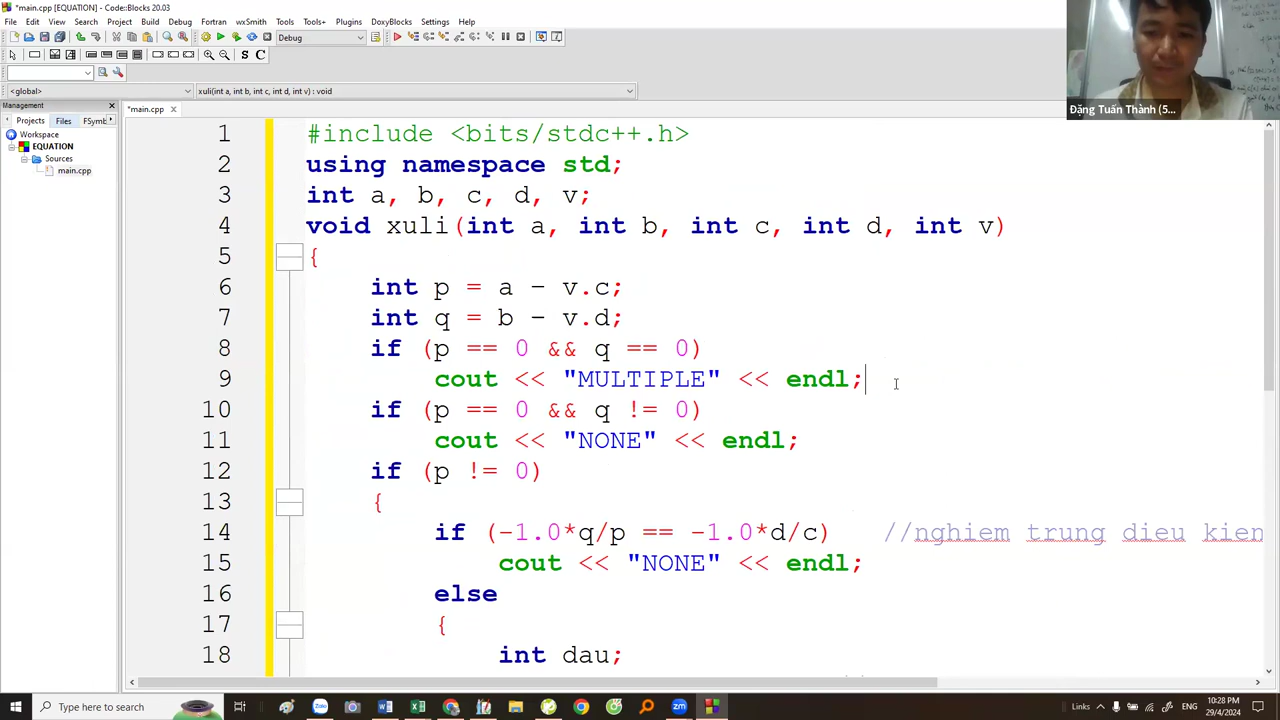 *main.cpp [EQUATION] - Code::Blocks 20.03
File Edit View Search Project Build Debug Fortran wxSmith Tools Tools+ Plugins DoxyBlocks Settings Help
Debug
S C
<global>
xuli(int a, int b, int c, int d, int v) : void
Management
Projects Files FSymb
Workspace
EQUATION
Sources
main.cpp
*main.cpp
1 #include <bits/stdc++.h>
2 using namespace std;
3 int a, b, c, d, v;
4 void xuli(int a, int b, int c, int d, int v)
5 {
6 int p = a - v.c;
7 int q = b - v.d;
8 if (p == 0 && q == 0)
9 cout << "MULTIPLE" << endl;
10 if (p == 0 && q != 0)
11 cout << "NONE" << endl;
12 if (p != 0)
13 {
14 if (-1.0*q/p == -1.0*d/c) //nghiem trung dieu kien
15 cout << "NONE" << endl;
16 else
17 {
18 int dau;
Đặng Tuấn Thành (5...
Type here to search
Links
ENG
10:28 PM
29/4/2024